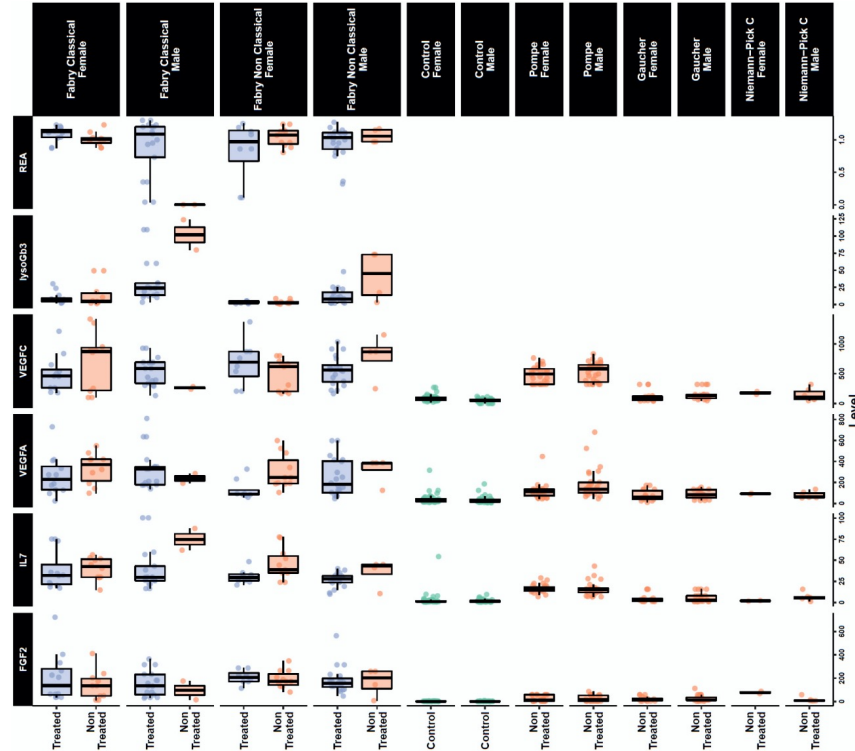 Fabry Classical
Female
Fabry Classical
Male
Fabry Non Classical
Female
Fabry Non Classical
Male
Control
Female
Control
Male
Pompe
Female
Pompe
Male
Gaucher
Female
Gaucher
Male
Niemann−Pick C
Female
Niemann−Pick C
Male
REA
0.0
0.5
1.0
lysoGb3
0
25
50
75
100
125
VEGFC
0
500
1000
VEGFA
0
200
400
600
800
IL7
0
50
100
FGF2
0
200
400
600
Level
Treated
Non
Treated
Treated
Non
Treated
Treated
Non
Treated
Treated
Non
Treated
Control
Control
Non
Treated
Non
Treated
Non
Treated
Non
Treated
Non
Treated
Non
Treated